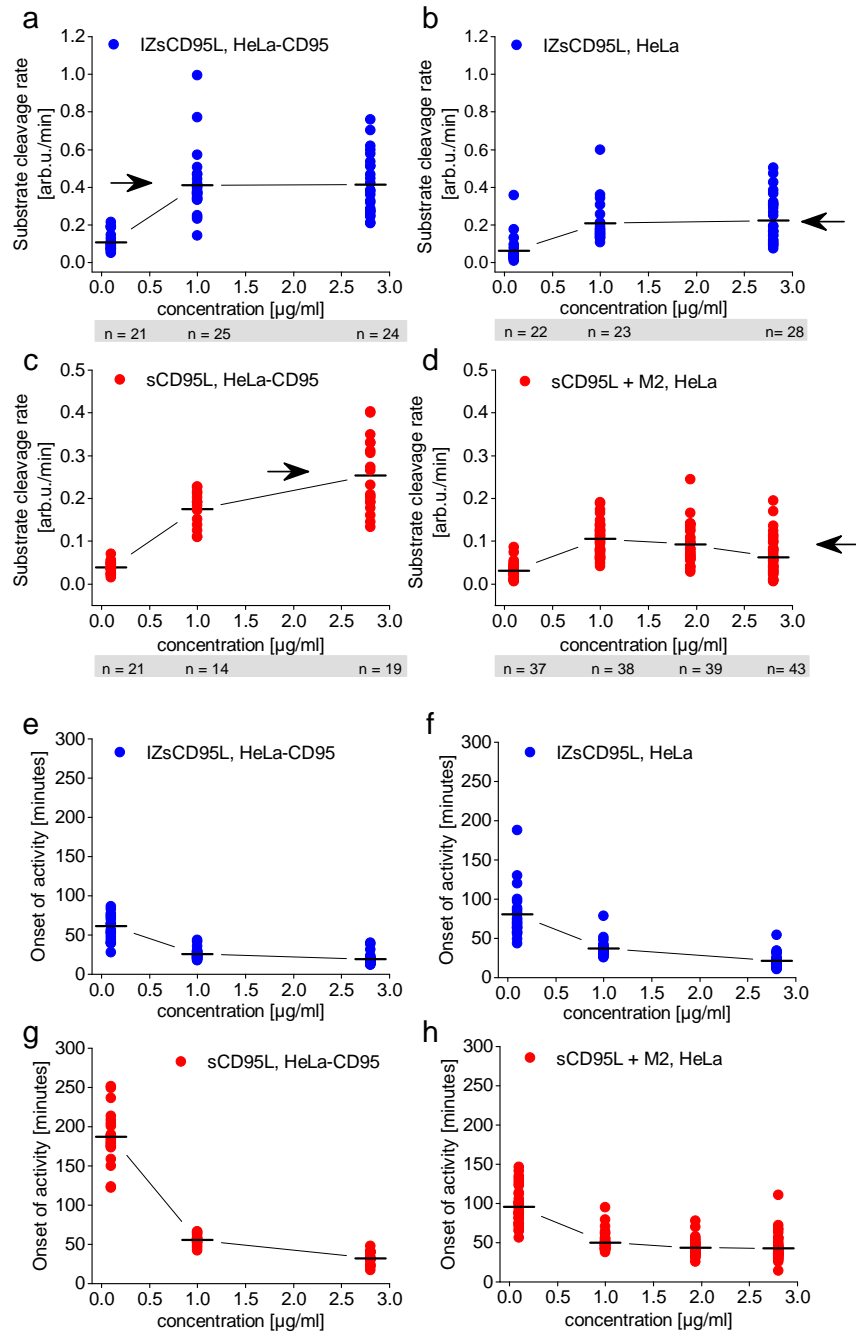 a
IZsCD95L, HeLa-CD95
Substrate cleavage rate
[arb.u./min]
1.2
1.0
0.8
0.6
0.4
0.2
0.0
0.0 0.5 1.0 1.5 2.0 2.5 3.0
concentration [µg/ml]
n = 21 n = 25 n = 24
b
IZsCD95L, HeLa
Substrate cleavage rate
[arb.u./min]
1.2
1.0
0.8
0.6
0.4
0.2
0.0
0.0 0.5 1.0 1.5 2.0 2.5 3.0
concentration [µg/ml]
n = 22 n = 23 n= 28
c
sCD95L, HeLa-CD95
Substrate cleavage rate
[arb.u./min]
0.5
0.4
0.3
0.2
0.1
0.0
0.0 0.5 1.0 1.5 2.0 2.5 3.0
concentration [µg/ml]
n = 21 n = 14 n = 19
d
sCD95L + M2, HeLa
Substrate cleavage rate
[arb.u./min]
0.5
0.4
0.3
0.2
0.1
0.0
0.0 0.5 1.0 1.5 2.0 2.5 3.0
concentration [µg/ml]
n = 37 n = 38 n = 39 n= 43
e
IZsCD95L, HeLa-CD95
Onset of activity [minutes]
300
250
200
150
100
50
0
0.0 0.5 1.0 1.5 2.0 2.5 3.0
concentration [µg/ml]
f
IZsCD95L, HeLa
Onset of activity [minutes]
300
250
200
150
100
50
0
0.0 0.5 1.0 1.5 2.0 2.5 3.0
concentration [µg/ml]
g
sCD95L, HeLa-CD95
Onset of activity [minutes]
300
250
200
150
100
50
0
0.0 0.5 1.0 1.5 2.0 2.5 3.0
concentration [µg/ml]
h
sCD95L + M2, HeLa
Onset of activity [minutes]
300
250
200
150
100
50
0
0.0 0.5 1.0 1.5 2.0 2.5 3.0
concentration [µg/ml]